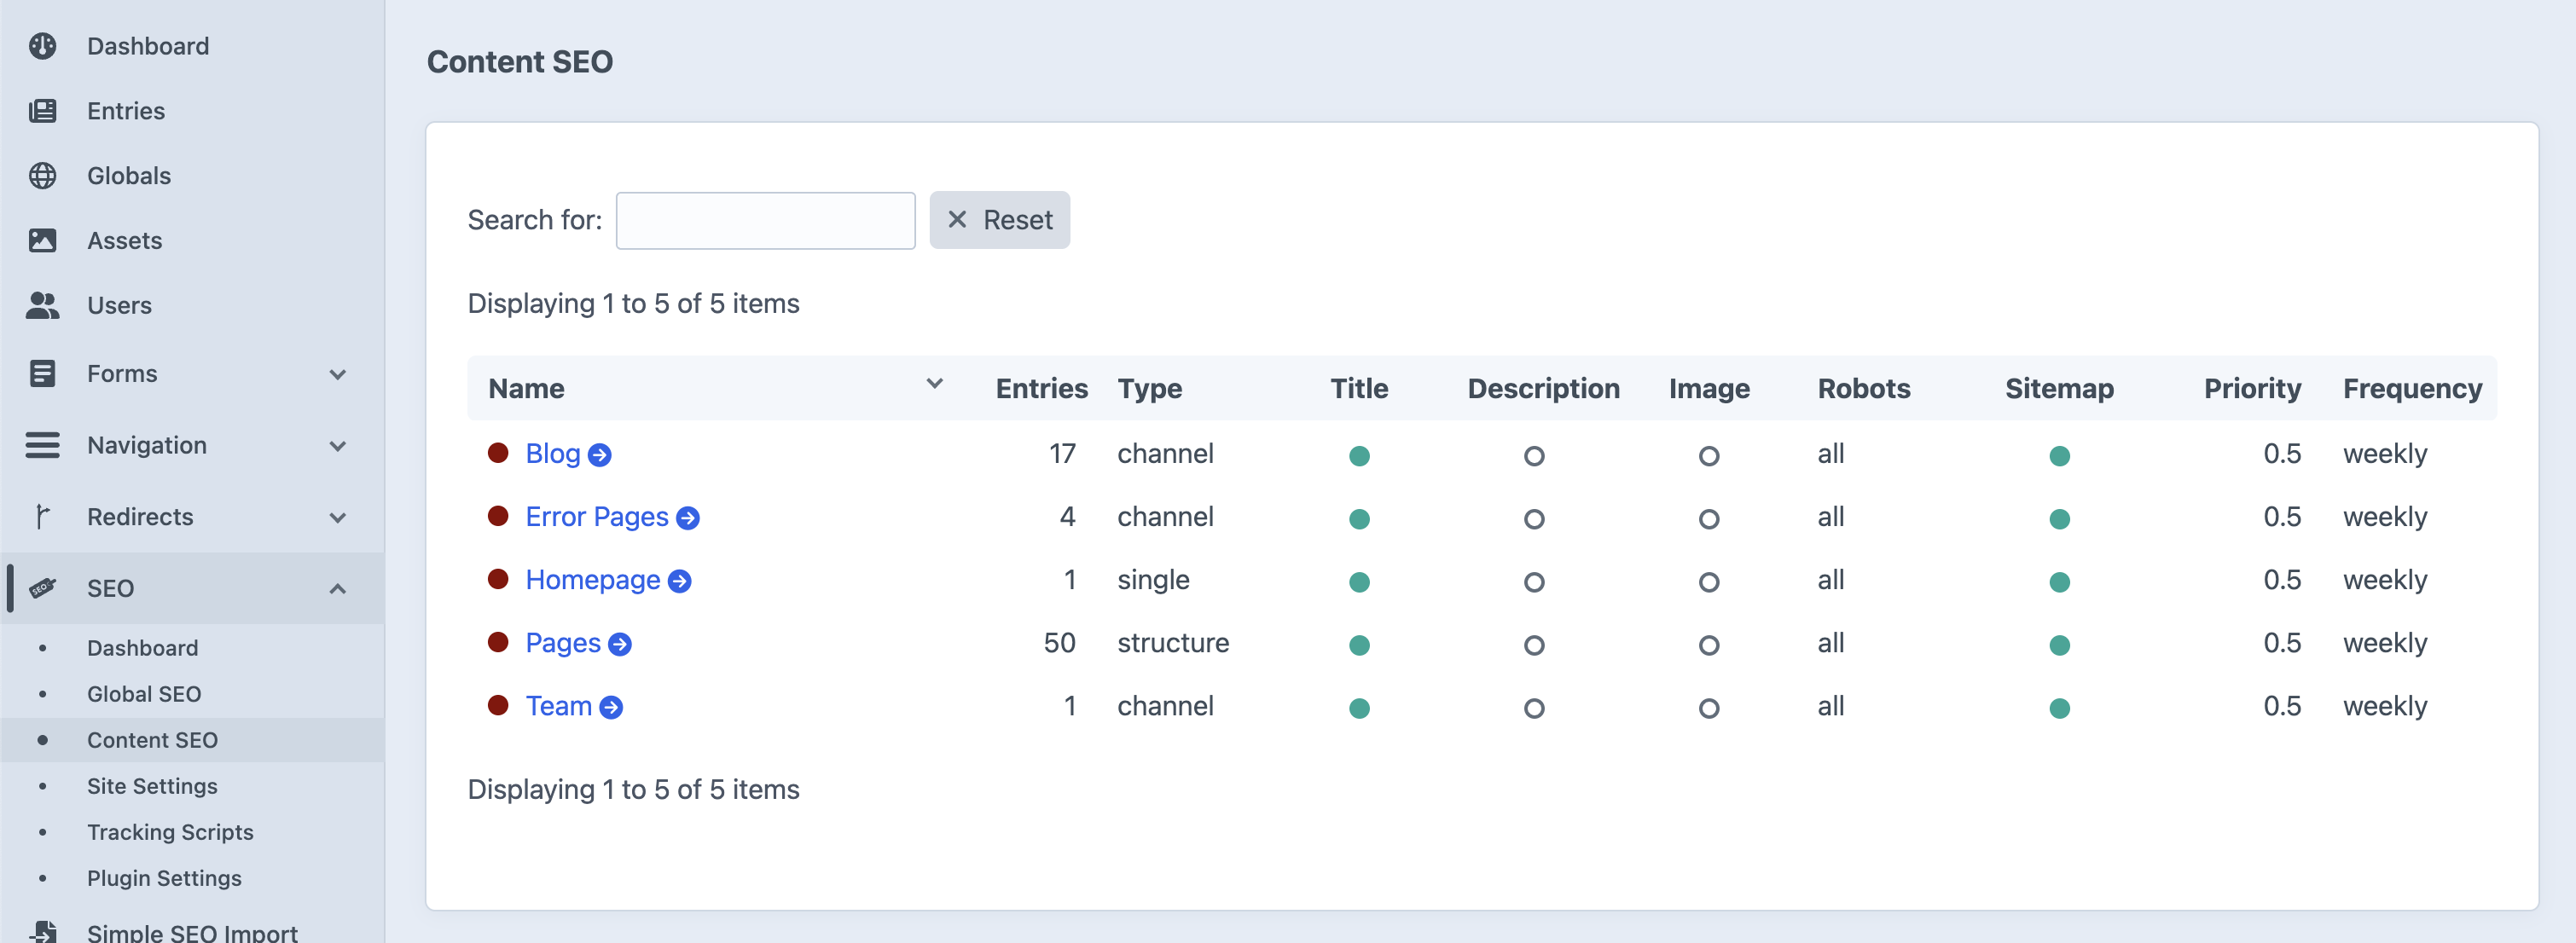 Dashboard
Entries
Globals
Assets
Users
Forms
Navigation
Redirects
SEO
Dashboard
Global SEO
Content SEO
Site Settings
Tracking Scripts
Plugin Settings
Simple SEO Import
Content SEO
Search for:
Reset
Displaying 1 to 5 of 5 items
Name Entries Type Title Description Image Robots Sitemap Priority Frequency
Blog 17 channel all 0.5 weekly
Error Pages 4 channel all 0.5 weekly
Homepage 1 single all 0.5 weekly
Pages 50 structure all 0.5 weekly
Team 1 channel all 0.5 weekly
Displaying 1 to 5 of 5 items